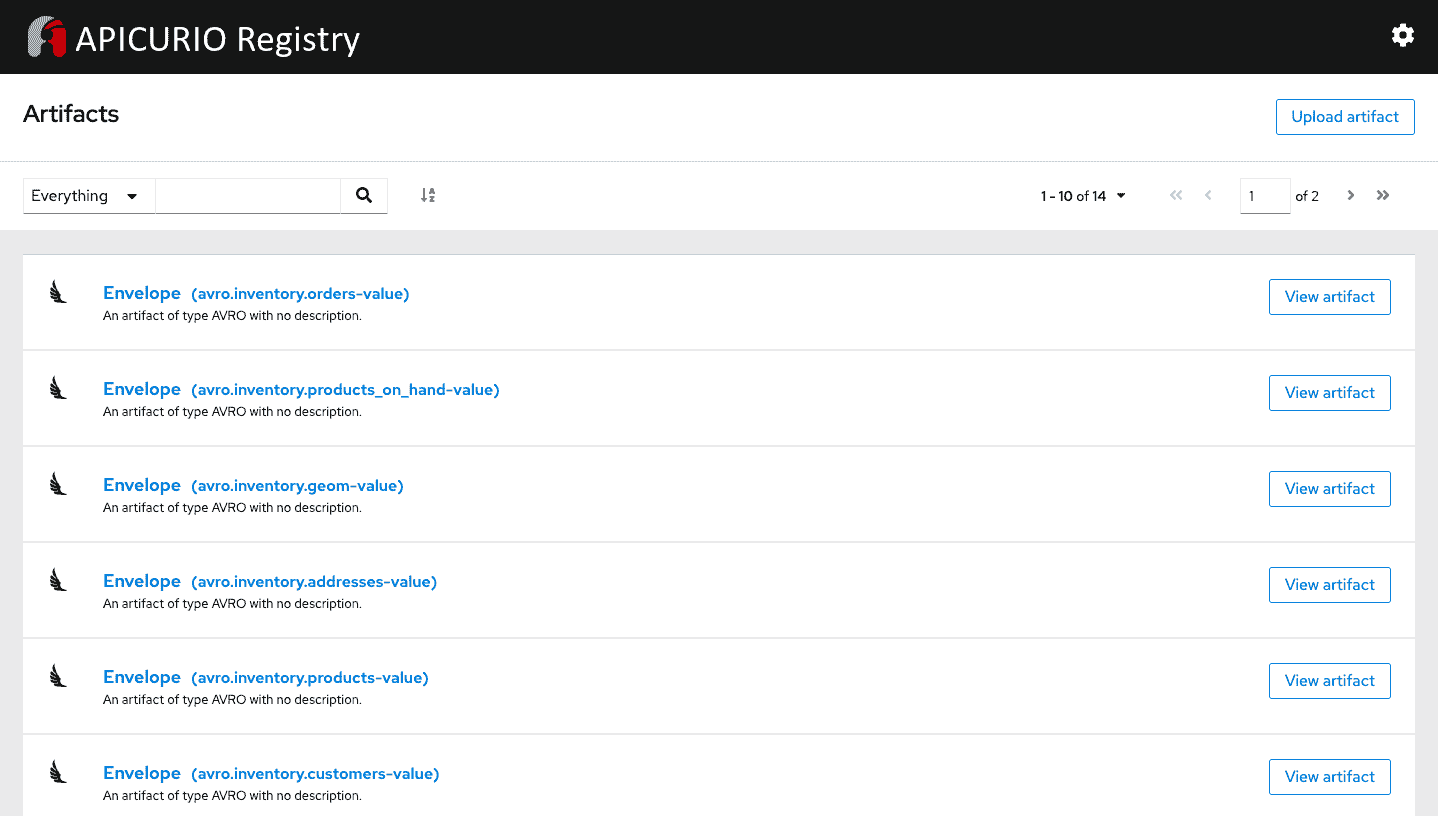 APICURIO Registry
Artifacts
Upload artifact
Everything
1 - 10 of 14
1 of 2
Envelope (avro.inventory.orders-value)
An artifact of type AVRO with no description.
View artifact
Envelope (avro.inventory.products_on_hand-value)
An artifact of type AVRO with no description.
View artifact
Envelope (avro.inventory.geom-value)
An artifact of type AVRO with no description.
View artifact
Envelope (avro.inventory.addresses-value)
An artifact of type AVRO with no description.
View artifact
Envelope (avro.inventory.products-value)
An artifact of type AVRO with no description.
View artifact
Envelope (avro.inventory.customers-value)
An artifact of type AVRO with no description.
View artifact